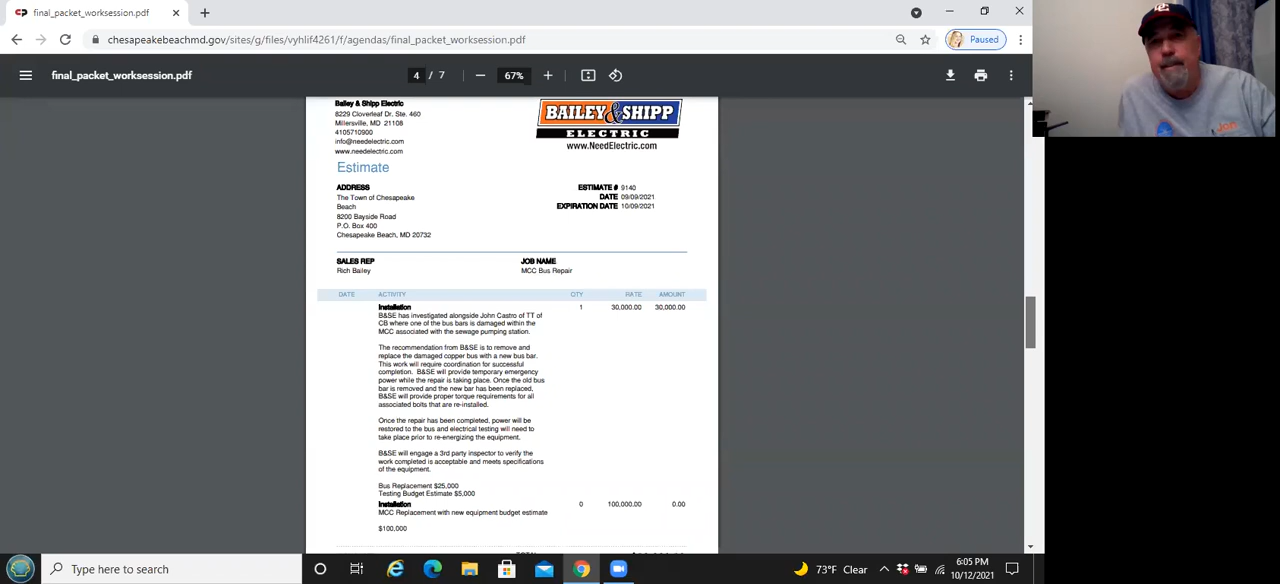 final_packet_worksession.pdf
chesapeakebeachmd.gov/sites/g/files/vyhlif4261/f/agendas/final_packet_worksession.pdf
Paused
final_packet_worksession.pdf
4 / 7
67%
Bailey & Shipp Electric
8229 Cloverleaf Dr. Ste. 460
Millersville, MD 21108
4105710900
info@needelectric.com
www.needelectric.com
BAILEY & SHIPP
ELECTRIC
www.NeedElectric.com
Estimate
ADDRESS
The Town of Chesapeake
Beach
8200 Bayside Road
P.O. Box 400
Chesapeake Beach, MD 20732
ESTIMATE # 9140
DATE 09/09/2021
EXPIRATION DATE 10/09/2021
SALES REP
Rich Bailey
JOB NAME
MCC Bus Repair
DATE ACTIVITY QTY RATE AMOUNT
Installation 1 30,000.00 30,000.00
B&SE has investigated alongside John Castro of TT of
CB where one of the bus bars is damaged within the
MCC associated with the sewage pumping station.
The recommendation from B&SE is to remove and
replace the damaged copper bus with a new bus bar.
This work will require coordination for successful
completion. B&SE will provide temporary emergency
power while the repair is taking place. Once the old bus
bar is removed and the new bar has been replaced,
B&SE will provide proper torque requirements for all
associated bolts that are re-installed.
Once the repair has been completed, power will be
restored to the bus and electrical testing will need to
take place prior to re-energizing the equipment.
B&SE will engage a 3rd party inspector to verify the
work completed is acceptable and meets specifications
of the equipment.
Bus Replacement $25,000
Testing Budget Estimate $5,000
Installation 0 100,000.00 0.00
MCC Replacement with new equipment budget estimate
$100,000
Type here to search
73°F Clear
6:05 PM
10/12/2021